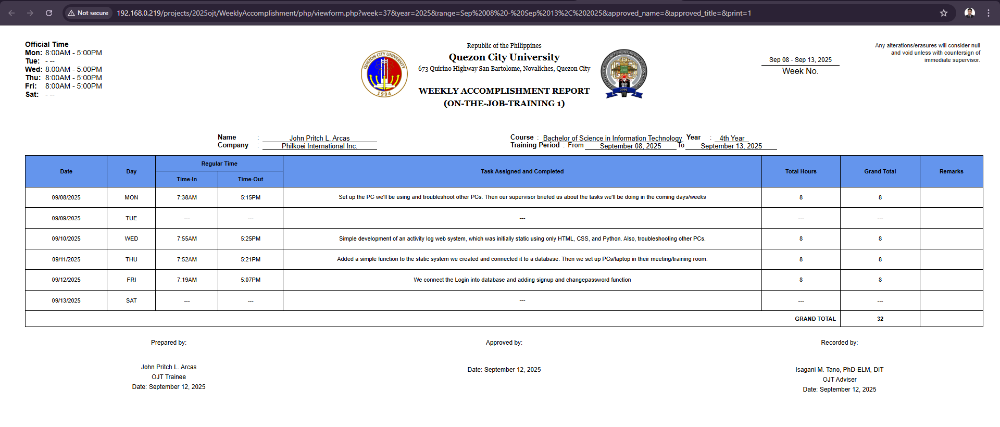 Not secure 192.168.0.219/projects/2025ojt/WeeklyAccomplishment/php/viewform.php?week=37&year=2025&range=Sep%2008%20-%20Sep%2013%2C%202025&approved_name=&approved_title=&print=1
Official Time
Mon: 8:00AM - 5:00PM
Tue: - --
Wed: 8:00AM - 5:00PM
Thu: 8:00AM - 5:00PM
Fri: 8:00AM - 5:00PM
Sat: - --
QUEZON CITY UNIVERSITY
1994
Republic of the Philippines
Quezon City University
673 Quirino Highway San Bartolome, Novaliches, Quezon City
WEEKLY ACCOMPLISHMENT REPORT
(ON-THE-JOB-TRAINING 1)
2005
Sep 08 - Sep 13, 2025
Week No.
Any alterations/erasures will consider null
and void unless with countersign of
immediate supervisor.
Name : John Pritch L. Arcas
Company : Philkoei International Inc.
Course : Bachelor of Science in Information Technology Year : 4th Year
Training Period : From September 08, 2025 To September 13, 2025
Date Day Regular Time Task Assigned and Completed Total Hours Grand Total Remarks
Time-In Time-Out
09/08/2025 MON 7:38AM 5:15PM Set up the PC we'll be using and troubleshoot other PCs. Then our supervisor briefed us about the tasks we'll be doing in the coming days/weeks 8 8
09/09/2025 TUE --- --- --- --- ---
09/10/2025 WED 7:55AM 5:25PM Simple development of an activity log web system, which was initially static using only HTML, CSS, and Python. Also, troubleshooting other PCs. 8 8
09/11/2025 THU 7:52AM 5:21PM Added a simple function to the static system we created and connected it to a database. Then we set up PCs/laptop in their meeting/training room. 8 8
09/12/2025 FRI 7:19AM 5:07PM We connect the Login into database and adding signup and changepassword function 8 8
09/13/2025 SAT --- --- --- --- ---
GRAND TOTAL 32
Prepared by:
John Pritch L. Arcas
OJT Trainee
Date: September 12, 2025
Approved by:
Date: September 12, 2025
Recorded by:
Isagani M. Tano, PhD-ELM, DIT
OJT Adviser
Date: September 12, 2025